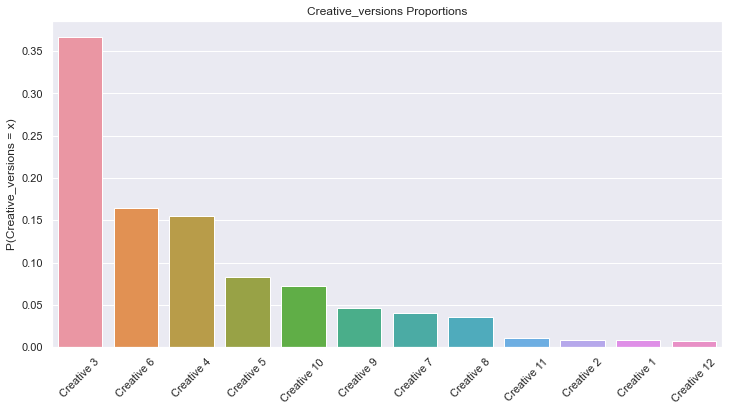 Creative_versions Proportions
P(Creative_versions = x)
0.35
0.30
0.25
0.20
0.15
0.10
0.05
0.00
Creative 3
Creative 6
Creative 4
Creative 5
Creative 10
Creative 9
Creative 7
Creative 8
Creative 11
Creative 2
Creative 1
Creative 12